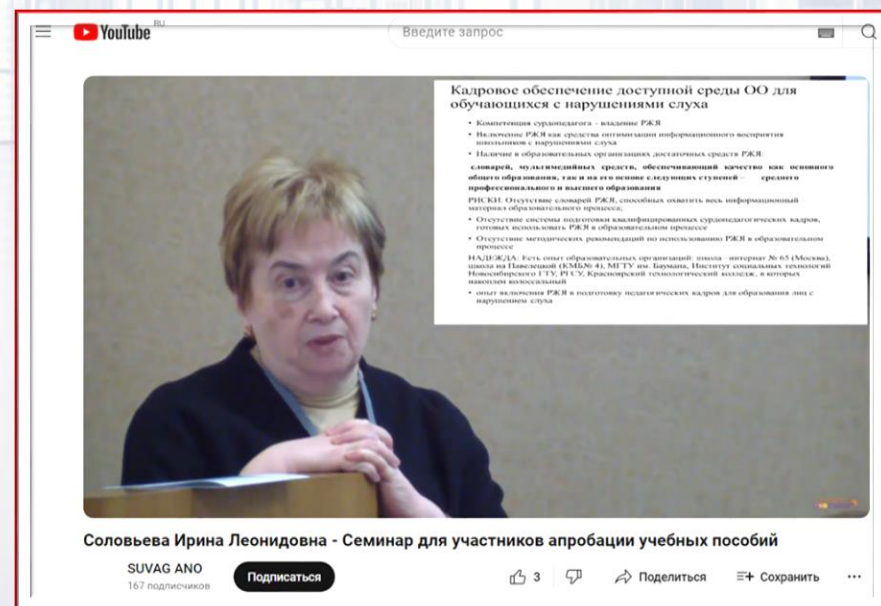 YouTube RU
Введите запрос
Кадровое обеспечение доступной среды ОО для
обучающихся с нарушениями слуха
• Компетенция сурдопедагога - владение РЖЯ
• Включение РЖЯ как средства оптимизации информационного восприятия
школьников с нарушениями слуха
• Наличие в образовательных организациях достаточных средств РЖЯ:
словарей, мультимедийных средств, обеспечивающий качество как основного
общего образования, так и на его основе следующих ступеней – среднего
профессионального и высшего образования
РИСКИ: Отсутствие словарей РЖЯ, способных охватить весь информационный
материал образовательного процесса;
• Отсутствие системы подготовки квалифицированных сурдопедагогических кадров,
готовых использовать РЖЯ в образовательном процессе
• Отсутствие методических рекомендаций по использованию РЖЯ в образовательном
процессе
НАДЕЖДА: Есть опыт образовательных организаций: школа - интернат № 65 (Москва),
школа на Павелецкой (КМБ№ 4), МГТУ им. Баумана, Институт социальных технологий
Новосибирского ГТУ, РГСУ, Красноярский технологический колледж, в которых
накоплен колоссальный
• опыт включения РЖЯ в подготовку педагогических кадров для образования лиц с
нарушением слуха
Соловьева Ирина Леонидовна - Семинар для участников апробации учебных пособий
SUVAG ANO
167 подписчиков
Подписаться
3
Поделиться
Сохранить